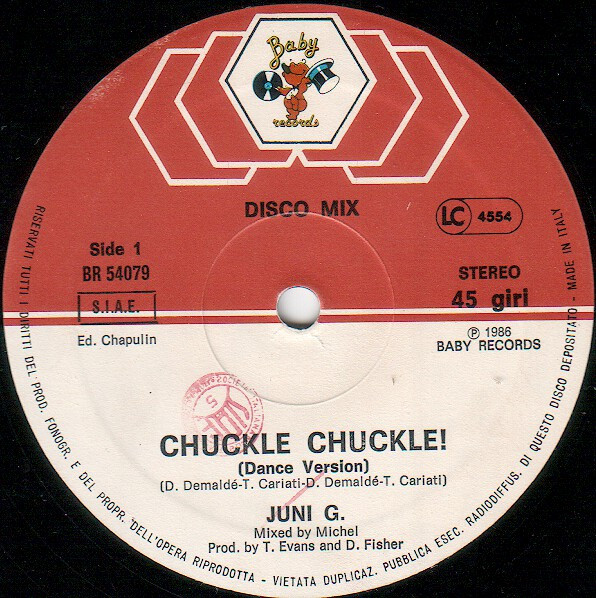 Baby
records
DISCO MIX
LC 4554
Side 1
BR 54079
STEREO
45 giri
S.I.A.E.
Ed. Chapulin
℗ 1986
BABY RECORDS
CHUCKLE CHUCKLE!
(Dance Version)
(D. Demaldé-T. Cariati-D. Demaldé-T. Cariati)
JUNI G.
Mixed by Michel
Prod. by T. Evans and D. Fisher
RISERVATI TUTTI I DIRITTI DEL PROD. FONOGR. E DEL PROPR. DELL'OPERA RIPRODOTTA - VIETATA DUPLICAZ. PUBBLICA ESEC. RADIODIFFUS. DI QUESTO DISCO DEPOSITATO - MADE IN ITALY